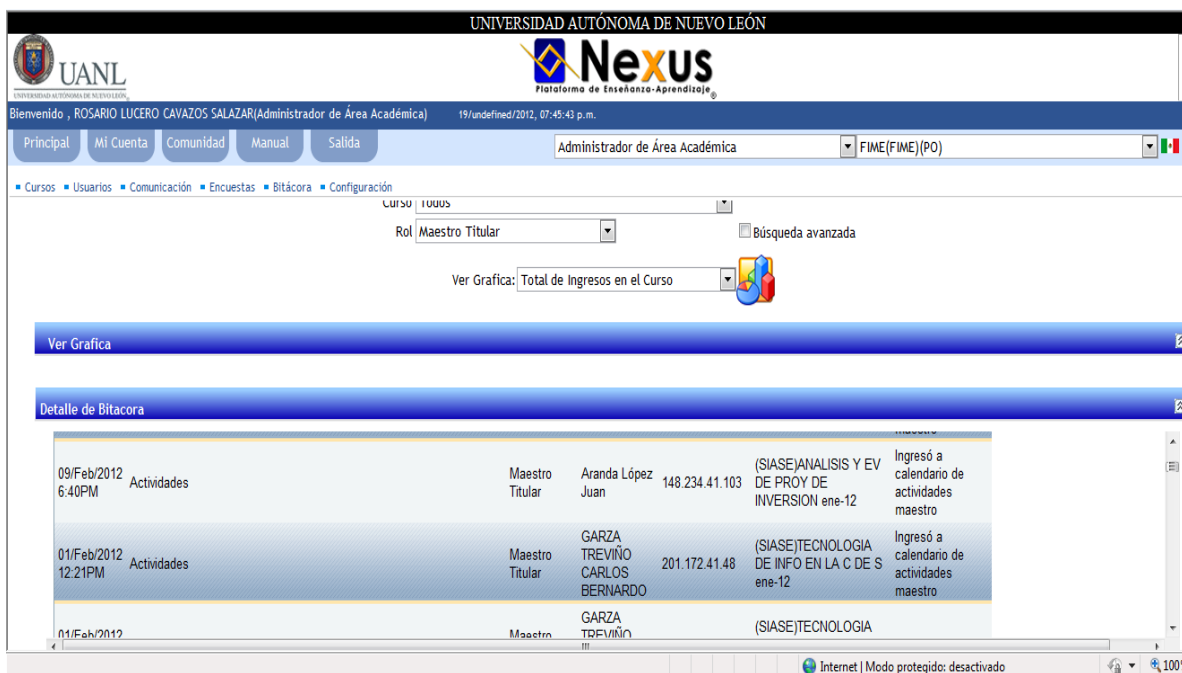 UNIVERSIDAD AUTÓNOMA DE NUEVO LEÓN
UANL
UNIVERSIDAD AUTÓNOMA DE NUEVO LEÓN
Nexus
Plataforma de Enseñanza-Aprendizaje
Bienvenido , ROSARIO LUCERO CAVAZOS SALAZAR(Administrador de Área Académica) 19/undefined/2012, 07:45:43 p.m.
Principal Mi Cuenta Comunidad Manual Salida
Administrador de Área Académica FIME(FIME)(PO)
Cursos Usuarios Comunicación Encuestas Bitácora Configuración
Curso Todos
Rol Maestro Titular Búsqueda avanzada
Ver Grafica: Total de Ingresos en el Curso
Ver Grafica
Detalle de Bitacora
maestro
09/Feb/2012
6:40PM
Actividades
Maestro
Titular
Aranda López
Juan
148.234.41.103
(SIASE)ANALISIS Y EV
DE PROY DE
INVERSION ene-12
Ingresó a
calendario de
actividades
maestro
01/Feb/2012
12:21PM
Actividades
Maestro
Titular
GARZA
TREVIÑO
CARLOS
BERNARDO
201.172.41.48
(SIASE)TECNOLOGIA
DE INFO EN LA C DE S
ene-12
Ingresó a
calendario de
actividades
maestro
01/Feb/2012
Maestro
GARZA
TREVIÑO
(SIASE)TECNOLOGIA
Internet | Modo protegido: desactivado 100%